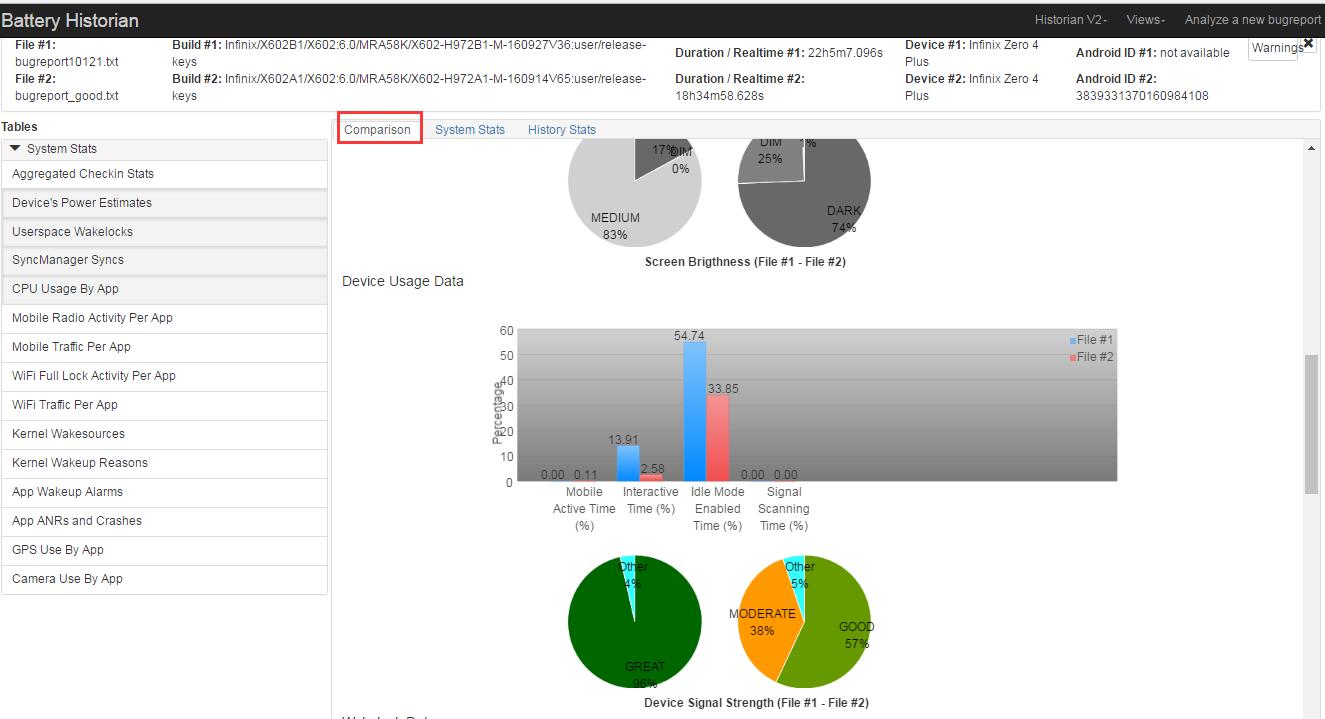 Battery Historian
Historian V2- Views- Analyze a new bugreport
File #1:
bugreport10121.txt
File #2:
bugreport_good.txt
Build #1: Infinix/X602B1/X602:6.0/MRA58K/X602-H972B1-M-160927V36:user/release-
keys
Build #2: Infinix/X602A1/X602:6.0/MRA58K/X602-H972A1-M-160914V65:user/release-
keys
Duration / Realtime #1: 22h5m7.096s
Duration / Realtime #2:
18h34m58.628s
Device #1: Infinix Zero 4
Plus
Device #2: Infinix Zero 4
Plus
Android ID #1: not available
Android ID #2:
3839331370160984108
Warnings
Tables
System Stats
Aggregated Checkin Stats
Device's Power Estimates
Userspace Wakelocks
SyncManager Syncs
CPU Usage By App
Mobile Radio Activity Per App
Mobile Traffic Per App
WiFi Full Lock Activity Per App
WiFi Traffic Per App
Kernel Wakesources
Kernel Wakeup Reasons
App Wakeup Alarms
App ANRs and Crashes
GPS Use By App
Camera Use By App
Comparison System Stats History Stats
17%
DIM
0%
MEDIUM
83%
DIM
25%
1%
DARK
74%
Screen Brigthness (File #1 - File #2)
Device Usage Data
Percentage
60
50
40
30
20
10
0
0.00 0.11
13.91 2.58
54.74 33.85
0.00 0.00
File #1
File #2
Mobile
Active Time
(%)
Interactive
Time (%)
Idle Mode
Enabled
Time (%)
Signal
Scanning
Time (%)
Other
4%
GREAT
96%
Other
5%
MODERATE
38%
GOOD
57%
Device Signal Strength (File #1 - File #2)